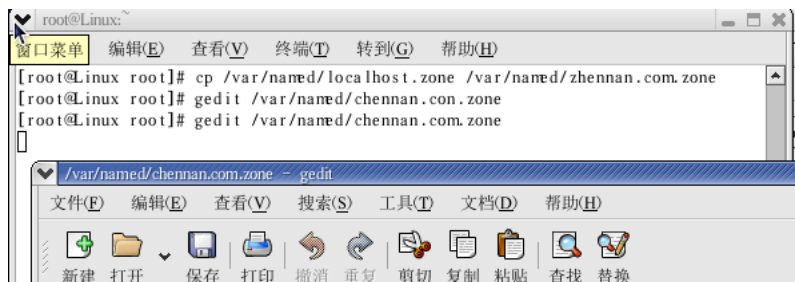 root@Linux:~
窗口菜单 编辑(E) 查看(V) 终端(T) 转到(G) 帮助(H)
[root@Linux root]# cp /var/named/localhost.zone /var/named/zhennan.com.zone
[root@Linux root]# gedit /var/named/chennan.con.zone
[root@Linux root]# gedit /var/named/chennan.com.zone
/var/named/chennan.com.zone - gedit
文件(F) 编辑(E) 查看(V) 搜索(S) 工具(T) 文档(D) 帮助(H)
新建 打开 保存 打印 撤消 重复 剪切 复制 粘贴 查找 替换